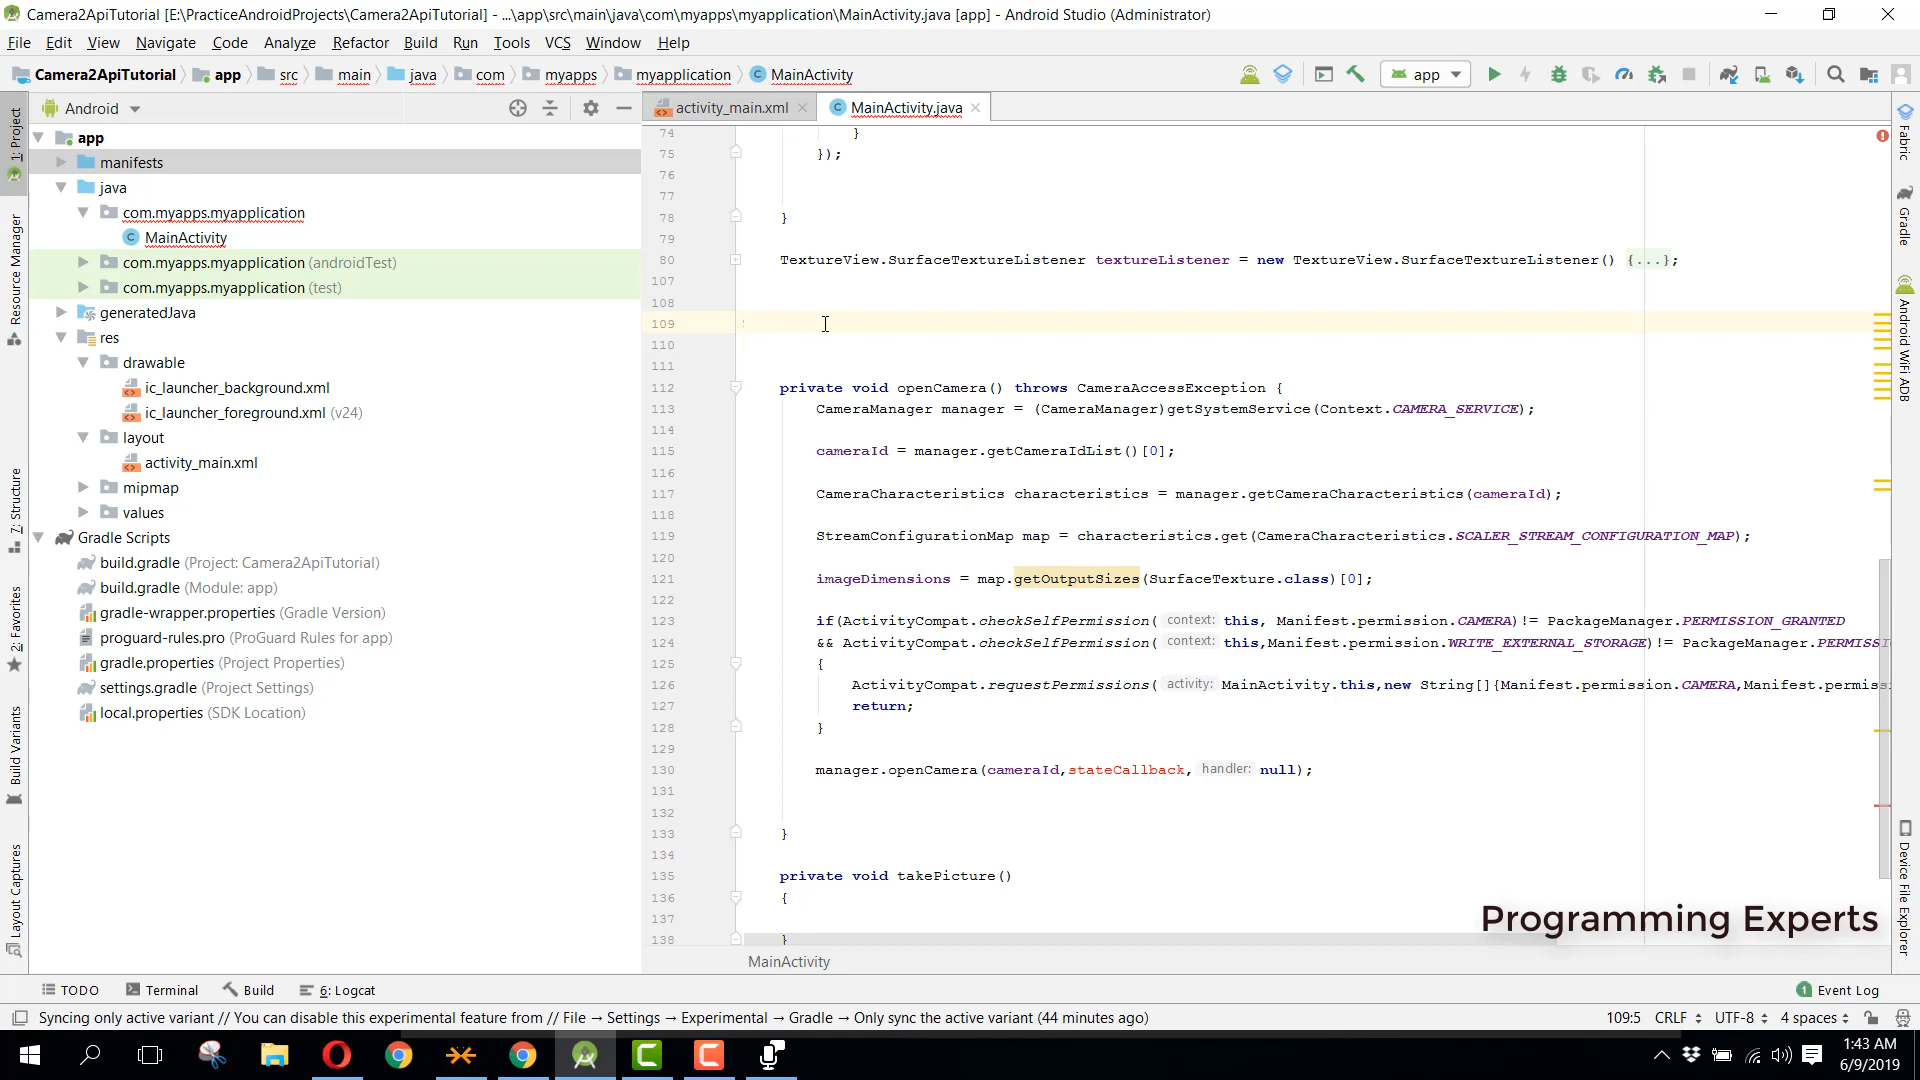 Camera2ApiTutorial [E:\PracticeAndroidProjects\Camera2ApiTutorial] - ...\app\src\main\java\com\myapps\myapplication\MainActivity.java [app] - Android Studio (Administrator)
File Edit View Navigate Code Analyze Refactor Build Run Tools VCS Window Help
Camera2ApiTutorial app src main java com myapps myapplication MainActivity app
Android
activity_main.xml MainActivity.java
1: Project
Resource Manager
7: Structure
2: Favorites
Build Variants
Layout Captures
app
manifests
java
com.myapps.myapplication
MainActivity
com.myapps.myapplication (androidTest)
com.myapps.myapplication (test)
generatedJava
res
drawable
ic_launcher_background.xml
ic_launcher_foreground.xml (v24)
layout
activity_main.xml
mipmap
values
Gradle Scripts
build.gradle (Project: Camera2ApiTutorial)
build.gradle (Module: app)
gradle-wrapper.properties (Gradle Version)
proguard-rules.pro (ProGuard Rules for app)
gradle.properties (Project Properties)
settings.gradle (Project Settings)
local.properties (SDK Location)
74 }
75 });
76
77
78 }
79
80 TextureView.SurfaceTextureListener textureListener = new TextureView.SurfaceTextureListener() {...};
107
108
109
110
111
112 private void openCamera() throws CameraAccessException {
113 CameraManager manager = (CameraManager)getSystemService(Context.CAMERA_SERVICE);
114
115 cameraId = manager.getCameraIdList()[0];
116
117 CameraCharacteristics characteristics = manager.getCameraCharacteristics(cameraId);
118
119 StreamConfigurationMap map = characteristics.get(CameraCharacteristics.SCALER_STREAM_CONFIGURATION_MAP);
120
121 imageDimensions = map.getOutputSizes(SurfaceTexture.class)[0];
122
123 if(ActivityCompat.checkSelfPermission( context: this, Manifest.permission.CAMERA)!= PackageManager.PERMISSION_GRANTED
124 && ActivityCompat.checkSelfPermission( context: this,Manifest.permission.WRITE_EXTERNAL_STORAGE)!= PackageManager.PERMISSI
125 {
126 ActivityCompat.requestPermissions( activity: MainActivity.this,new String[]{Manifest.permission.CAMERA,Manifest.permiss
127 return;
128 }
129
130 manager.openCamera(cameraId,stateCallback, handler: null);
131
132
133 }
134
135 private void takePicture()
136 {
137
138 }
MainActivity
Programming Experts
Fabric
Gradle
Android WiFi ADB
Device File Explorer
TODO Terminal Build 6: Logcat 1 Event Log
Syncing only active variant // You can disable this experimental feature from // File → Settings → Experimental → Gradle → Only sync the active variant (44 minutes ago) 109:5 CRLF UTF-8 4 spaces
1:43 AM
6/9/2019